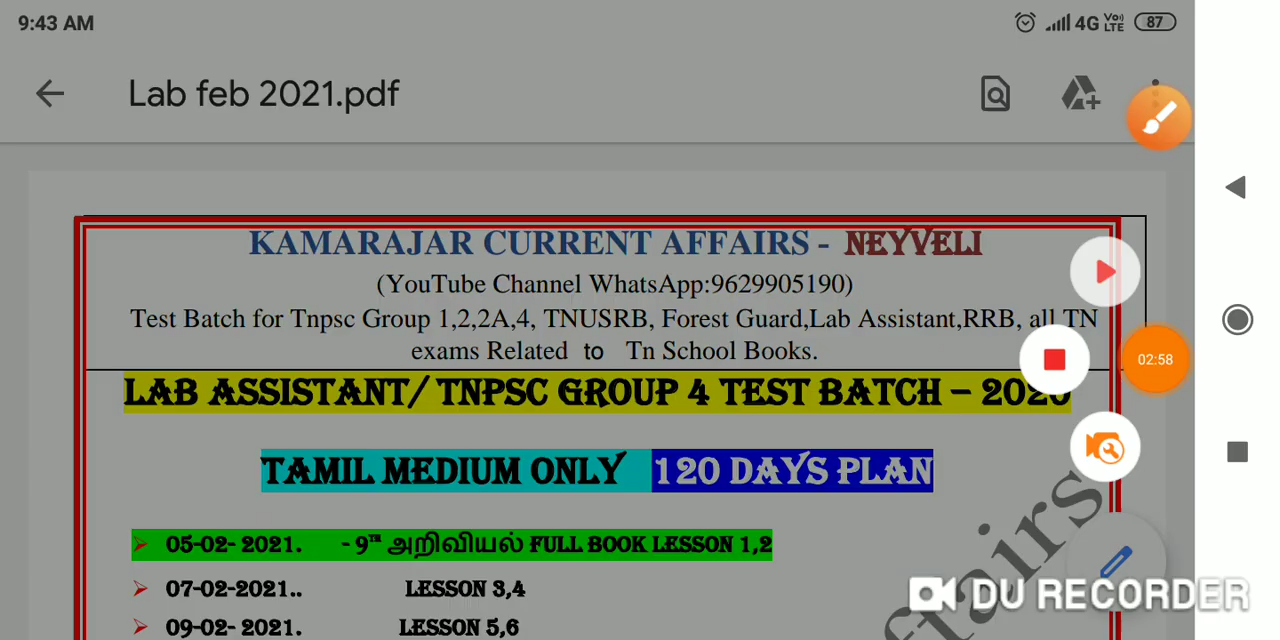 9:43 AM
4G Vo)) LTE 87
Lab feb 2021.pdf
KAMARAJAR CURRENT AFFAIRS - NEYVELI
(YouTube Channel WhatsApp:9629905190)
Test Batch for Tnpsc Group 1,2,2A,4, TNUSRB, Forest Guard,Lab Assistant,RRB, all TN
exams Related to Tn School Books.
02:58
LAB ASSISTANT/ TNPSC GROUP 4 TEST BATCH – 2020
TAMIL MEDIUM ONLY 120 DAYS PLAN
05-02- 2021. - 9TH அறிவியல் FULL BOOK LESSON 1,2
07-02-2021.. LESSON 3,4
09-02- 2021. LESSON 5,6
DU RECORDER